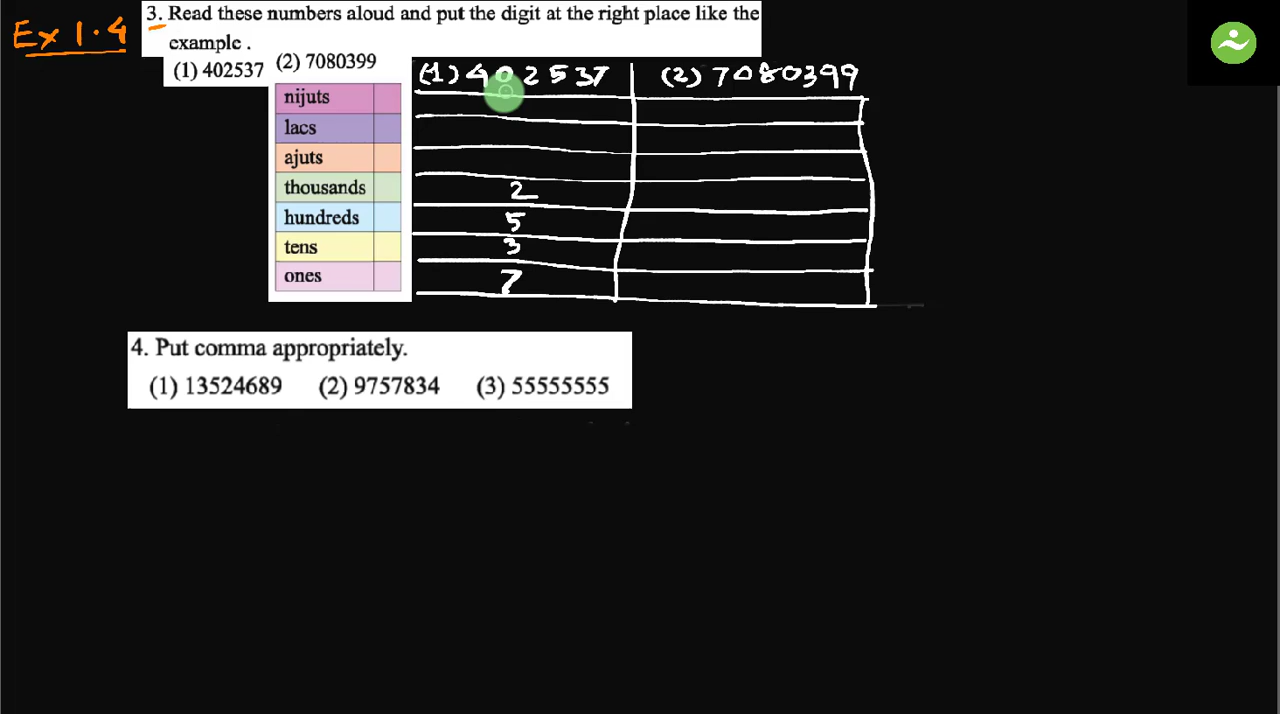 Ex 1.4
3. Read these numbers aloud and put the digit at the right place like the
example .
(1) 402537 (2) 7080399
(1) 402537 (2) 7080399
nijuts
lacs
ajuts
thousands 2
hundreds 5
tens 3
ones 7
4. Put comma appropriately.
(1) 13524689 (2) 9757834 (3) 55555555